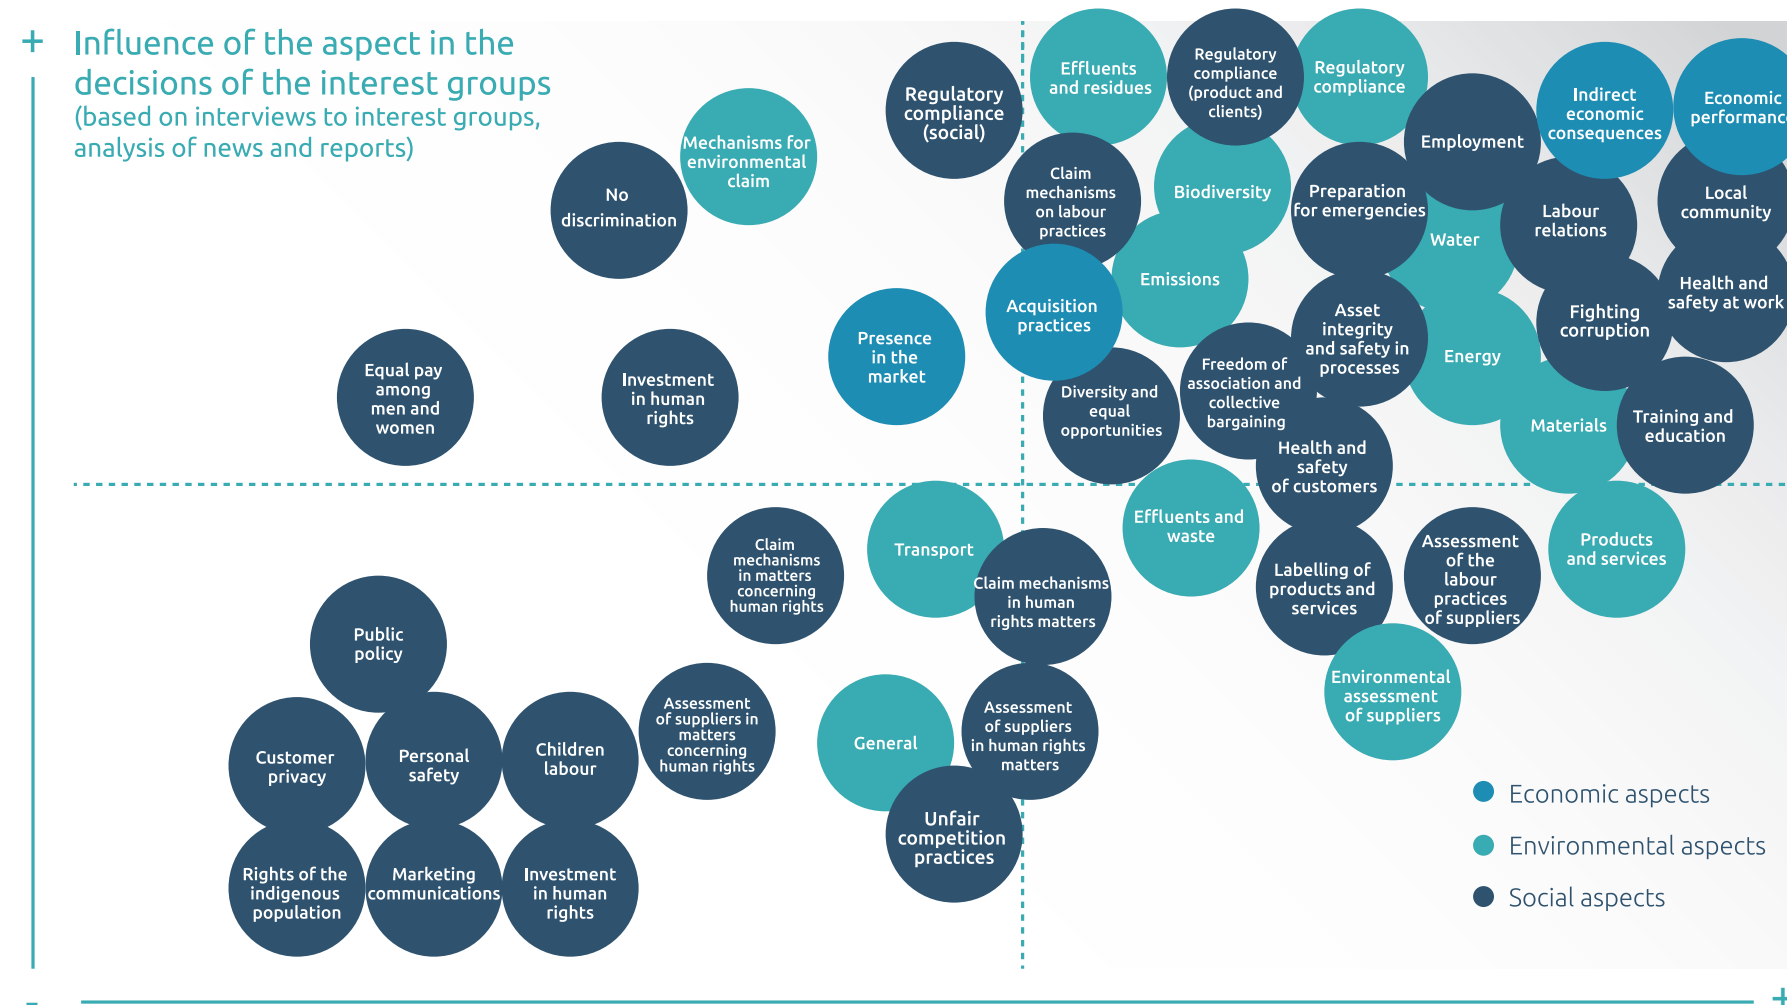 +
Influence of the aspect in the
decisions of the interest groups
(based on interviews to interest groups,
analysis of news and reports)
No
discrimination
Mechanisms for
environmental
claim
Regulatory
compliance
(social)
Effluents
and residues
Regulatory
compliance
(product and
clients)
Regulatory
compliance
Employment
Indirect
economic
consequences
Economic
performance
Claim
mechanisms
on labour
practices
Biodiversity
Preparation
for emergencies
Water
Labour
relations
Local
community
Emissions
Health and
safety at work
Acquisition
practices
Asset
integrity
and safety in
processes
Fighting
corruption
Presence
in the
market
Equal pay
among
men and
women
Investment
in human
rights
Diversity and
equal
opportunities
Freedom of
association and
collective
bargaining
Energy
Materials
Training and
education
Health and
safety
of customers
Effluents and
waste
Claim
mechanisms
in matters
concerning
human rights
Transport
Claim mechanisms
in human
rights matters
Labelling of
products and
services
Assessment
of the
labour
practices
of suppliers
Products
and services
Public
policy
Environmental
assessment
of suppliers
Customer
privacy
Personal
safety
Children
labour
Assessment
of suppliers in
matters
concerning
human rights
General
Assessment
of suppliers
in human rights
matters
Unfair
competition
practices
Rights of the
indigenous
population
Marketing
communications
Investment
in human
rights
Economic aspects
Environmental aspects
Social aspects
-
+